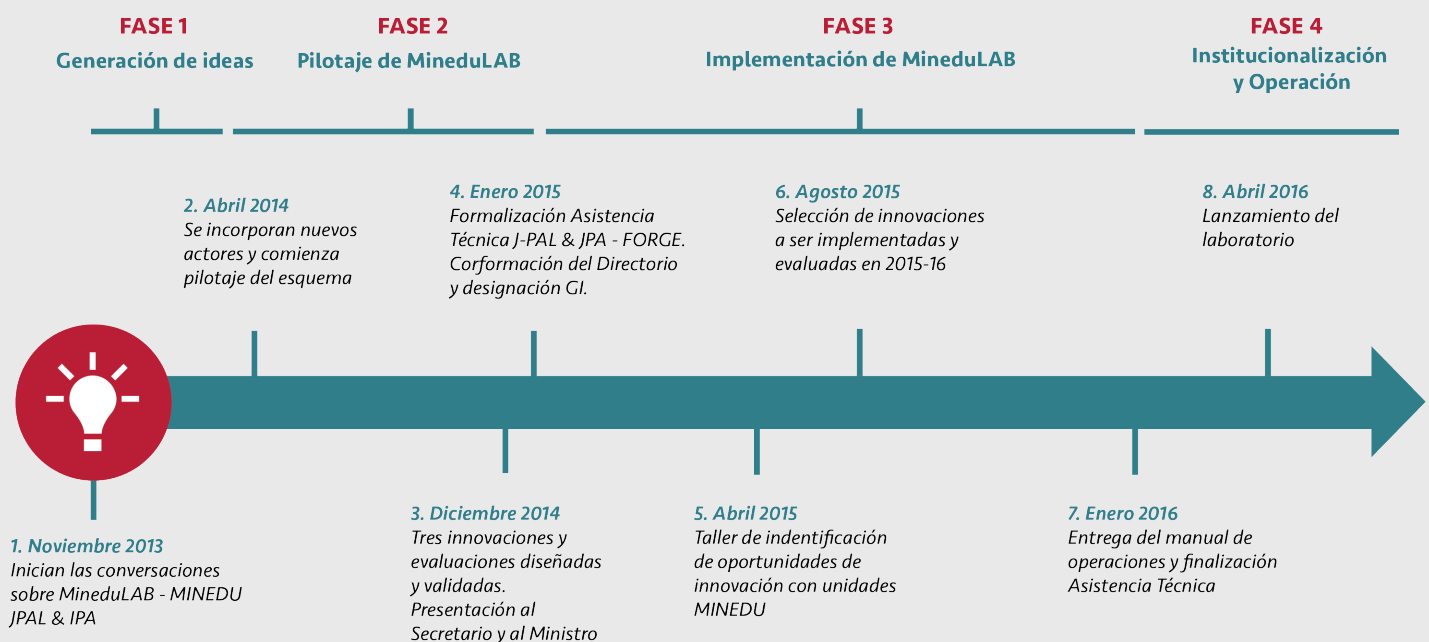 FASE 1
Generación de ideas
FASE 2
Pilotaje de MineduLAB
FASE 3
Implementación de MineduLAB
FASE 4
Institucionalización
y Operación
2. Abril 2014
Se incorporan nuevos
actores y comienza
pilotaje del esquema
4. Enero 2015
Formalización Asistencia
Técnica J-PAL & JPA - FORGE.
Corformación del Directorio
y designación GI.
6. Agosto 2015
Selección de innovaciones
a ser implementadas y
evaluadas en 2015-16
8. Abril 2016
Lanzamiento del
laboratorio
1. Noviembre 2013
Inician las conversaciones
sobre MineduLAB - MINEDU
JPAL & IPA
3. Diciembre 2014
Tres innovaciones y
evaluaciones diseñadas
y validadas.
Presentación al
Secretario y al Ministro
5. Abril 2015
Taller de indentificación
de oportunidades de
innovación con unidades
MINEDU
7. Enero 2016
Entrega del manual de
operaciones y finalización
Asistencia Técnica